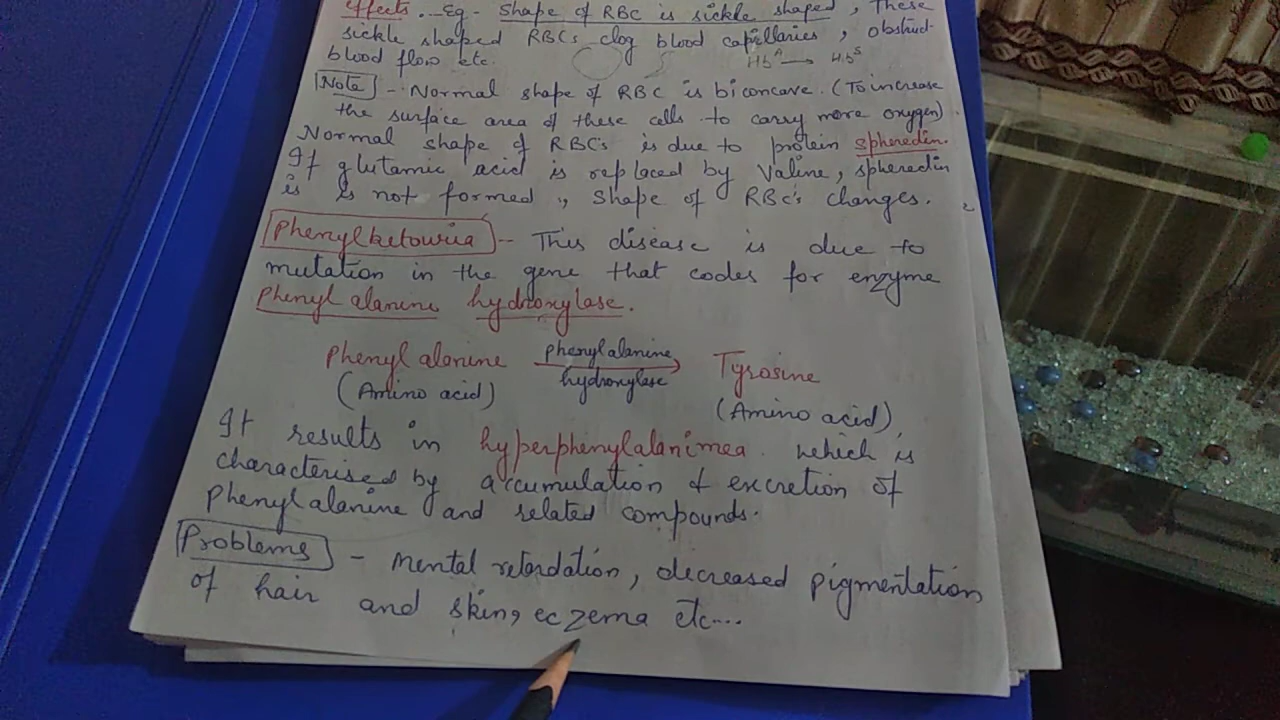 Effects... Eg - Shape of RBC is sickle shaped, These
sickle shaped RBCs clog blood capillaries, obstruct
blood flow etc. Hbᴬ → Hbˢ
Note - Normal shape of RBC is biconcave. (To increase
the surface area of these cells to carry more oxygen)
Normal shape of RBC's is due to protein spheredin.
If glutamic acid is replaced by Valine, spheredin
is is not formed, shape of RBC's changes.
Phenylketouria - This disease is due to
mutation in the gene that codes for enzyme
Phenyl alanine hydroxylase.
Phenyl alanine phenylalanine hydroxylase → Tyrosine
(Amino acid) (Amino acid),
It results in hyperphenylalanimea. which is
characterised by accumulation & excretion of
phenylalanine and related compounds.
Problems - Mental retardation, decreased pigmentation
of hair and skin, eczema etc...